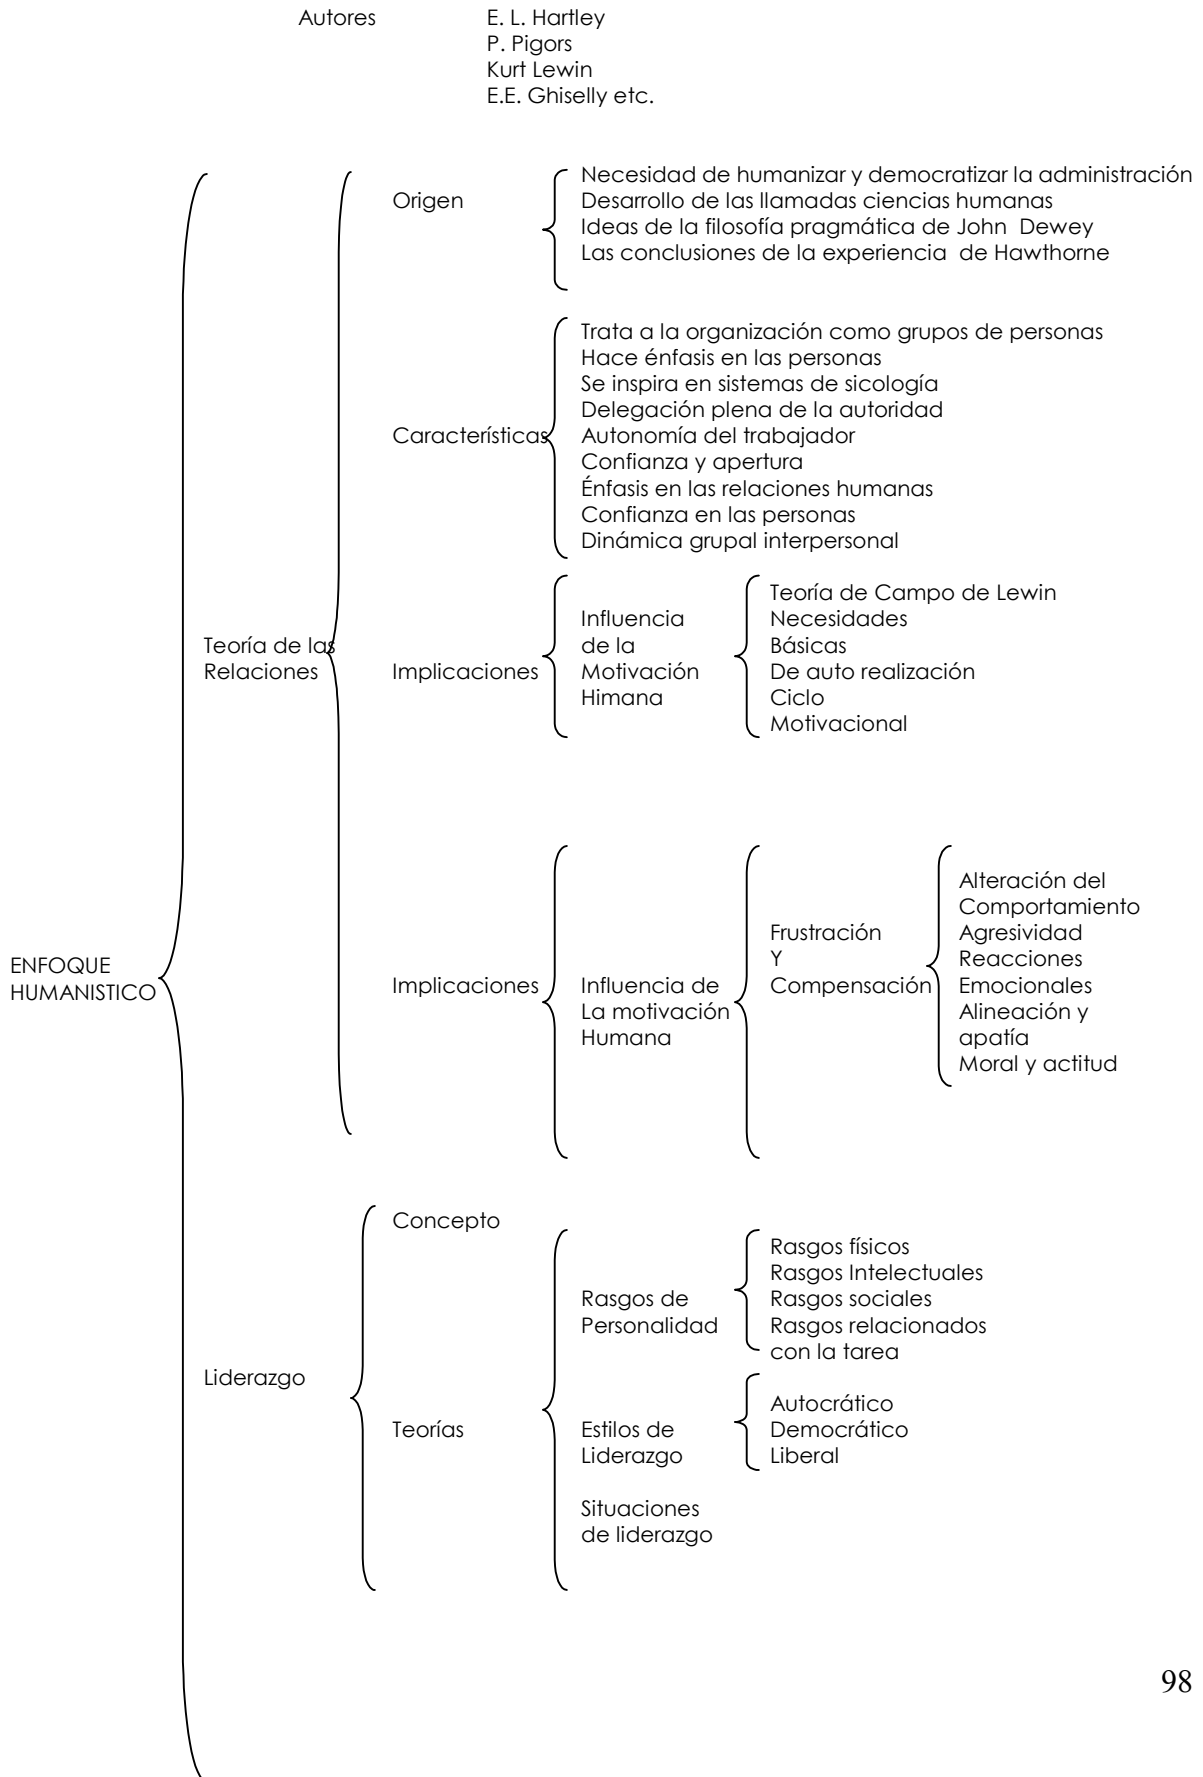 Autores
E. L. Hartley
P. Pigors
Kurt Lewin
E.E. Ghiselly etc.
ENFOQUE
HUMANISTICO
Teoría de las
Relaciones
Origen
Necesidad de humanizar y democratizar la administración
Desarrollo de las llamadas ciencias humanas
Ideas de la filosofía pragmática de John Dewey
Las conclusiones de la experiencia de Hawthorne
Características
Trata a la organización como grupos de personas
Hace énfasis en las personas
Se inspira en sistemas de sicología
Delegación plena de la autoridad
Autonomía del trabajador
Confianza y apertura
Énfasis en las relaciones humanas
Confianza en las personas
Dinámica grupal interpersonal
Implicaciones
Influencia
de la
Motivación
Himana
Teoría de Campo de Lewin
Necesidades
Básicas
De auto realización
Ciclo
Motivacional
Implicaciones
Influencia de
La motivación
Humana
Frustración
Y
Compensación
Alteración del
Comportamiento
Agresividad
Reacciones
Emocionales
Alineación y
apatía
Moral y actitud
Liderazgo
Concepto
Teorías
Rasgos de
Personalidad
Rasgos físicos
Rasgos Intelectuales
Rasgos sociales
Rasgos relacionados
con la tarea
Estilos de
Liderazgo
Autocrático
Democrático
Liberal
Situaciones
de liderazgo
98